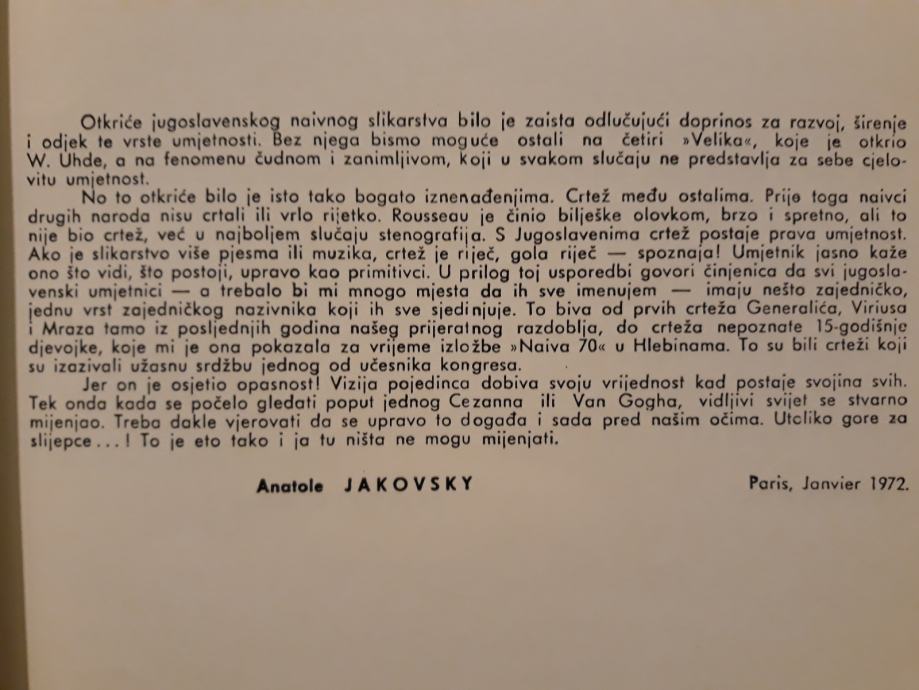 Otkriće jugoslavenskog naivnog slikarstva bilo je zaista odlučujući doprinos za razvoj, širenje
i odjek te vrste umjetnosti. Bez njega bismo moguće ostali na četiri »Velika«, koje je otkrio
W. Uhde, a na fenomenu čudnom i zanimljivom, koji u svakom slučaju ne predstavlja za sebe cjelo-
vitu umjetnost.
No to otkriće bilo je isto tako bogato iznenađenjima. Crtež među ostalima. Prije toga naivci
drugih naroda nisu crtali ili vrlo rijetko. Rousseau je činio bilješke olovkom, brzo i spretno, ali to
nije bio crtež, već u najboljem slučaju stenografija. S Jugoslavenima crtež postaje prava umjetnost.
Ako je slikarstvo više pjesma ili muzika, crtež je riječ, gola riječ — spoznaja! Umjetnik jasno kaže
ono što vidi, što postoji, upravo kao primitivci. U prilog toj usporedbi govori činjenica da svi jugosla-
venski umjetnici — a trebalo bi mi mnogo mjesta da ih sve imenujem — imaju nešto zajedničko,
jednu vrst zajedničkog nazivnika koji ih sve sjedinjuje. To biva od prvih crteža Generalića, Viriusa
i Mraza tamo iz posljednjih godina našeg prijeratnog razdoblja, do crteža nepoznate 15-godišnje
djevojke, koje mi je ona pokazala za vrijeme izložbe »Naiva 70« u Hlebinama. To su bili crteži koji
su izazivali užasnu srdžbu jednog od učesnika kongresa.
Jer on je osjetio opasnost! Vizija pojedinca dobiva svoju vrijednost kad postaje svojina svih.
Tek onda kada se počelo gledati poput jednog Cezanna ili Van Gogha, vidljivi svijet se stvarno
mijenjao. Treba dakle vjerovati da se upravo to događa i sada pred našim očima. Utoliko gore za
slijepce...! To je eto tako i ja tu ništa ne mogu mijenjati.
Anatole JAKOVSKY Paris, Janvier 1972.